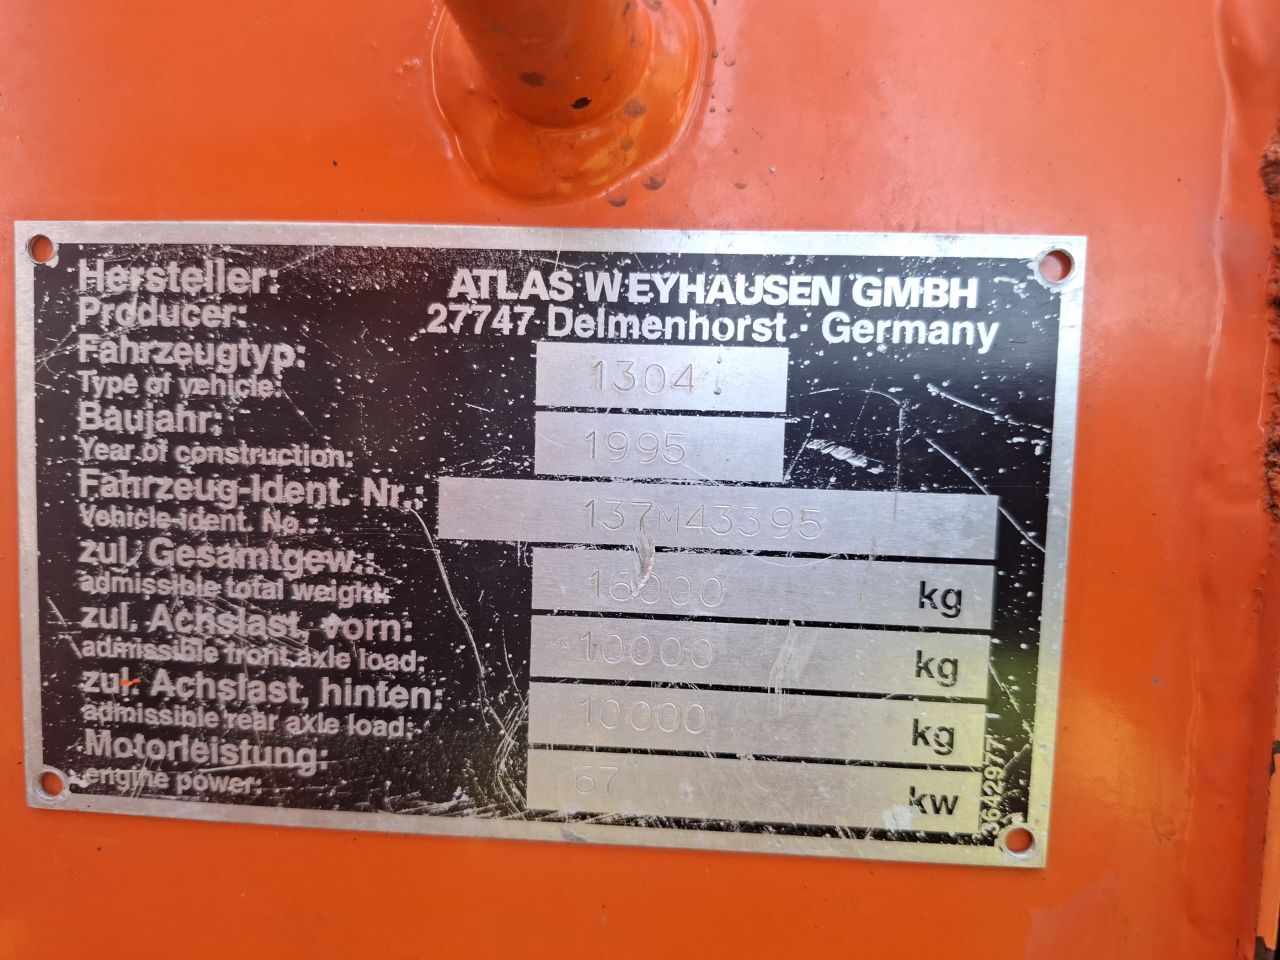 Hersteller: ATLAS WEYHAUSEN GMBH
Producer: 27747 Delmenhorst · Germany
Fahrzeugtyp: 1304
Type of vehicle:
Baujahr: 1995
Year of construction:
Fahrzeug-Ident. Nr.: 137M43395
Vehicle-ident. No.:
zul. Gesamtgew.: 16000 kg
admissible total weight:
zul. Achslast, vorn: 10000 kg
admissible front axle load:
zul. Achslast, hinten: 10000 kg
admissible rear axle load:
Motorleistung: 67 kw
engine power: